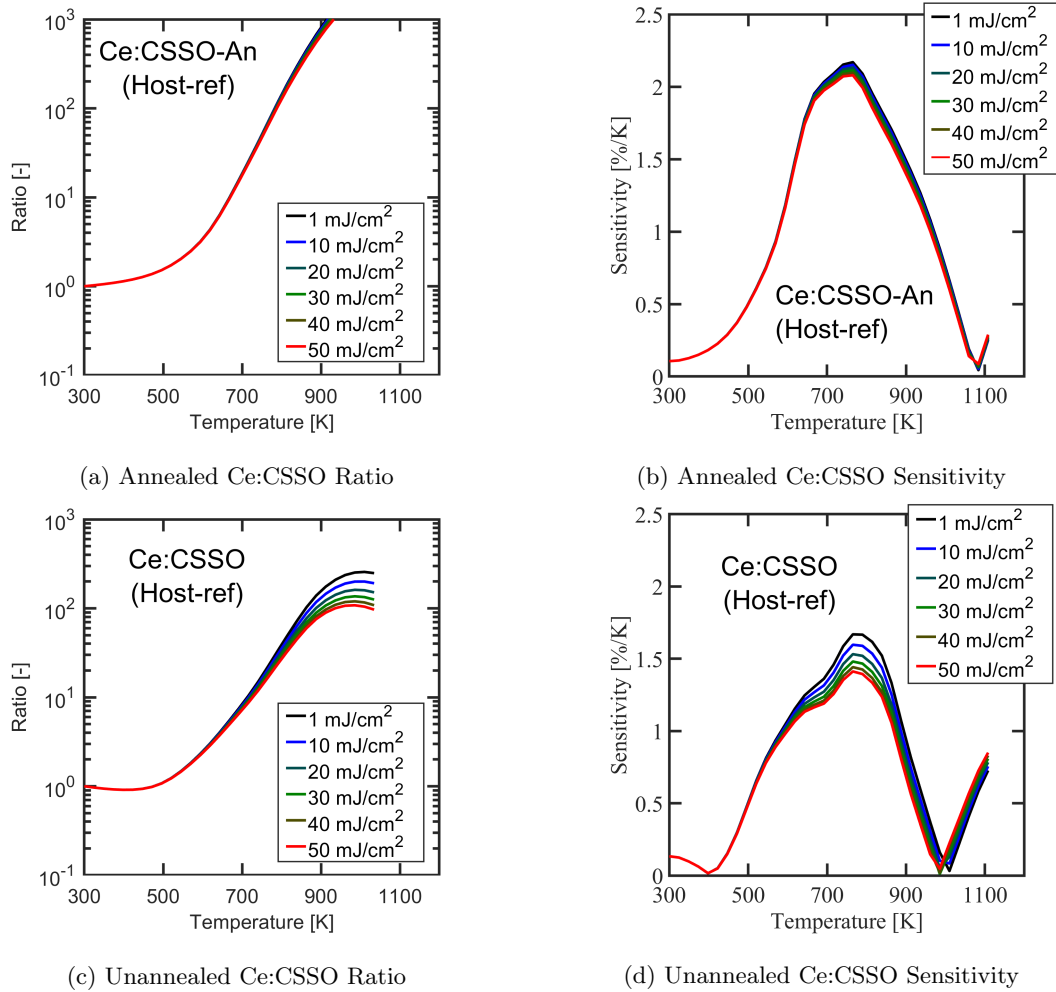 10^3
10^2
10^1
10^0
10^-1
Ratio [-]
Ce:CSSO-An
(Host-ref)
1 mJ/cm^2
10 mJ/cm^2
20 mJ/cm^2
30 mJ/cm^2
40 mJ/cm^2
50 mJ/cm^2
300 500 700 900 1100
Temperature [K]
(a) Annealed Ce:CSSO Ratio
2.5
2
1.5
1
0.5
0
Sensitivity [%/K]
1 mJ/cm^2
10 mJ/cm^2
20 mJ/cm^2
30 mJ/cm^2
40 mJ/cm^2
50 mJ/cm^2
Ce:CSSO-An
(Host-ref)
300 500 700 900 1100
Temperature [K]
(b) Annealed Ce:CSSO Sensitivity
10^3
10^2
10^1
10^0
10^-1
Ratio [-]
Ce:CSSO
(Host-ref)
1 mJ/cm^2
10 mJ/cm^2
20 mJ/cm^2
30 mJ/cm^2
40 mJ/cm^2
50 mJ/cm^2
300 500 700 900 1100
Temperature [K]
(c) Unannealed Ce:CSSO Ratio
2.5
2
1.5
1
0.5
0
Sensitivity [%/K]
Ce:CSSO
(Host-ref)
1 mJ/cm^2
10 mJ/cm^2
20 mJ/cm^2
30 mJ/cm^2
40 mJ/cm^2
50 mJ/cm^2
300 500 700 900 1100
Temperature [K]
(d) Unannealed Ce:CSSO Sensitivity